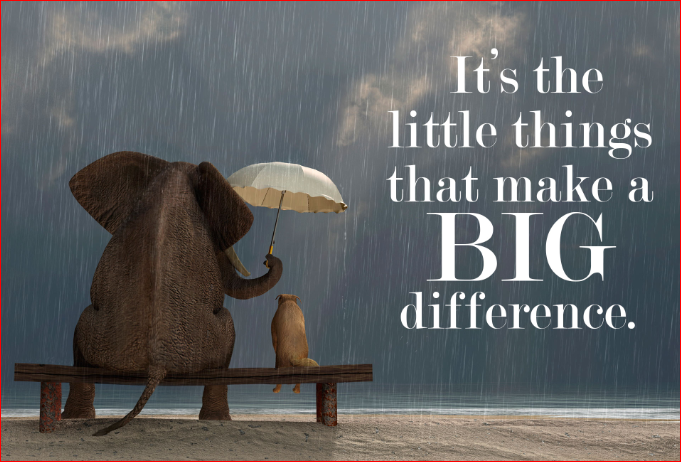 It's the
little things
that make a
BIG
difference.